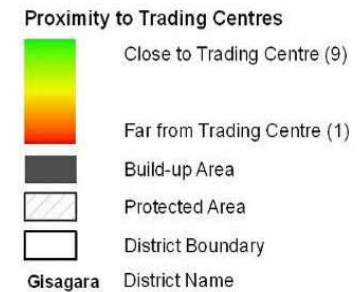 Proximity to Trading Centres
Close to Trading Centre (9)
Far from Trading Centre (1)
Build-up Area
Protected Area
District Boundary
Gisagara District Name